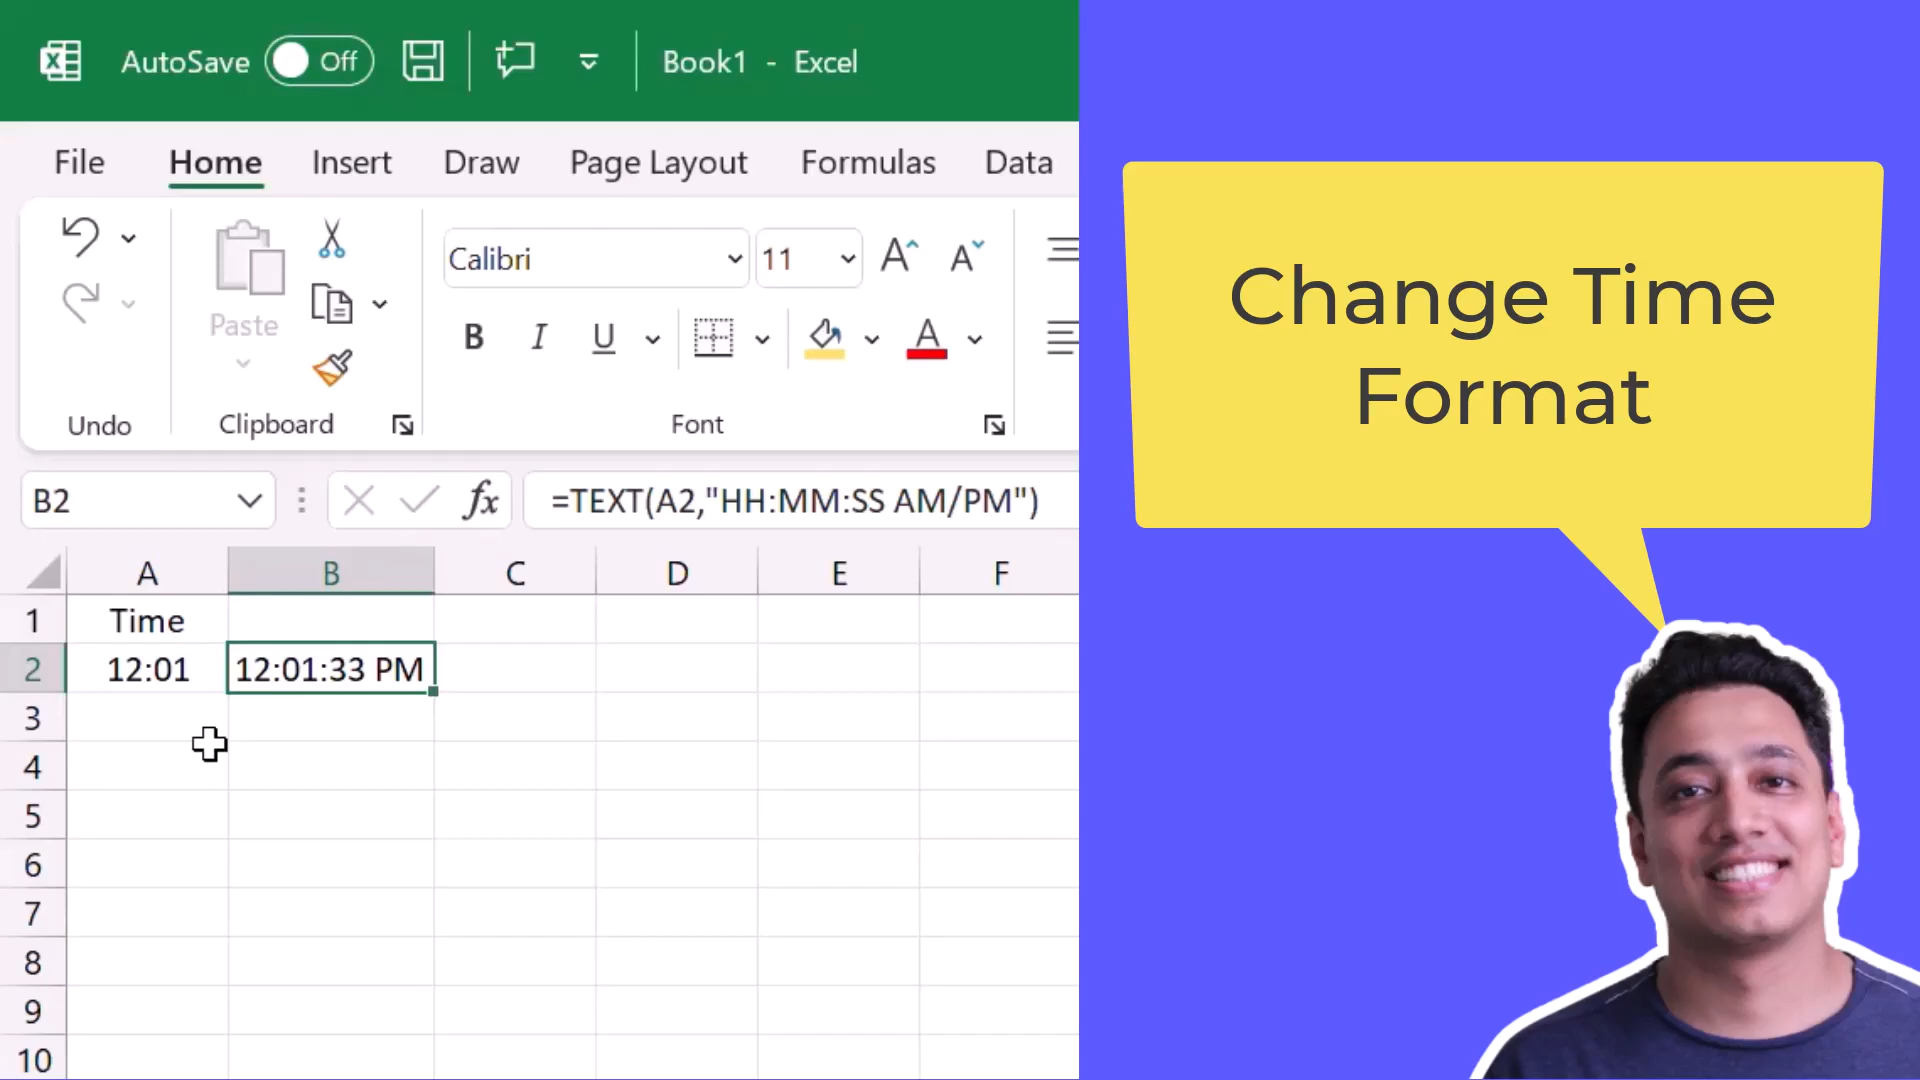 AutoSave Off Book1 - Excel
File Home Insert Draw Page Layout Formulas Data
Paste
Calibri 11
B I U A
Undo Clipboard Font
B2 fx =TEXT(A2,"HH:MM:SS AM/PM")
A B C D E F
1 Time
2 12:01 12:01:33 PM
3
4
5
6
7
8
9
10
Change Time
Format